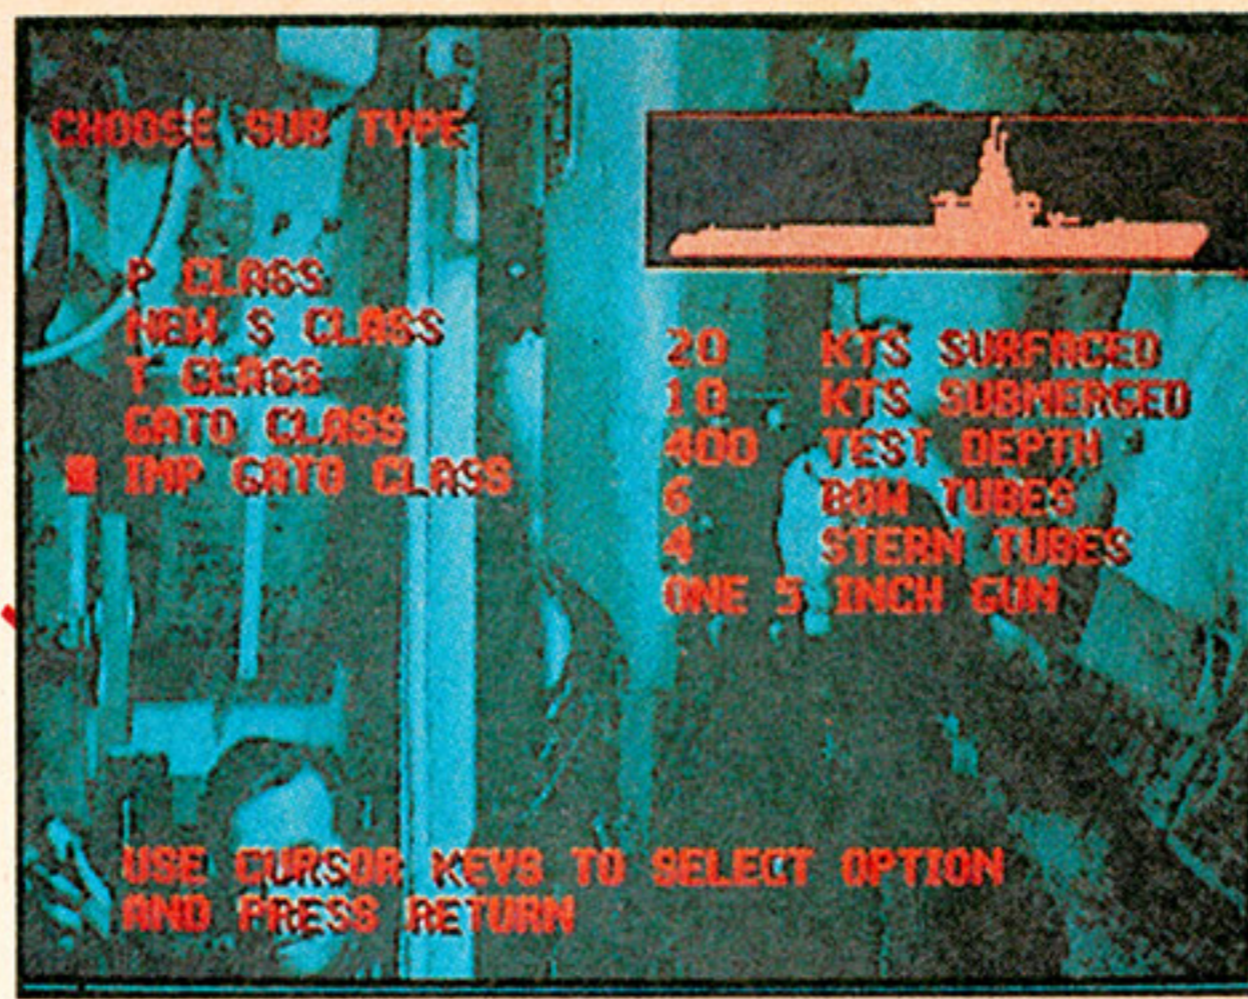 CHOOSE SUB TYPE
P CLASS
NEW S CLASS
T CLASS
GATO CLASS
IMP GATO CLASS
20 KTS SURFACED
10 KTS SUBMERGED
400 TEST DEPTH
6 BOW TUBES
4 STERN TUBES
ONE 5 INCH GUN
USE CURSOR KEYS TO SELECT OPTION
AND PRESS RETURN